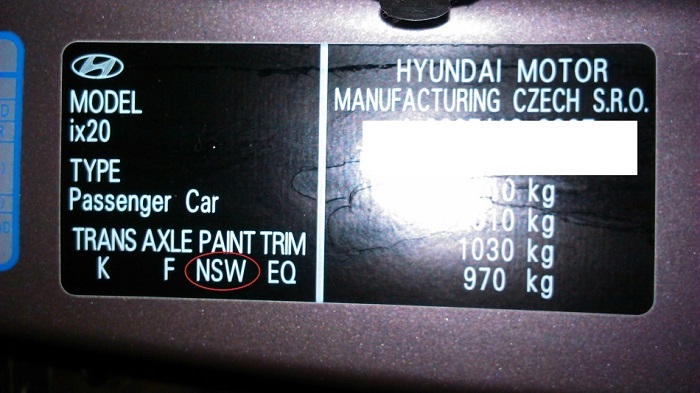 MODEL
ix20
TYPE
Passenger Car
TRANS AXLE PAINT TRIM
K F NSW EQ
HYUNDAI MOTOR
MANUFACTURING CZECH S.R.O.
kg
kg
1030 kg
970 kg